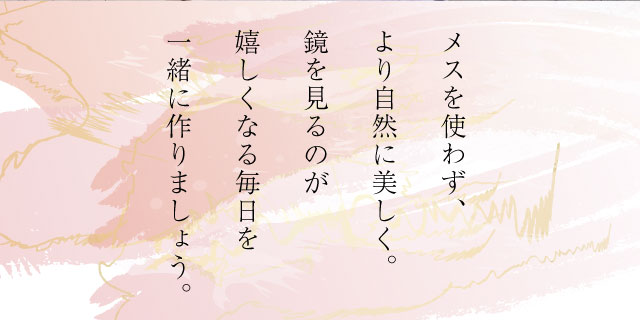 メスを使わず、
より自然に美しく。
鏡を見るのが
嬉しくなる毎日を
一緒に作りましょう。